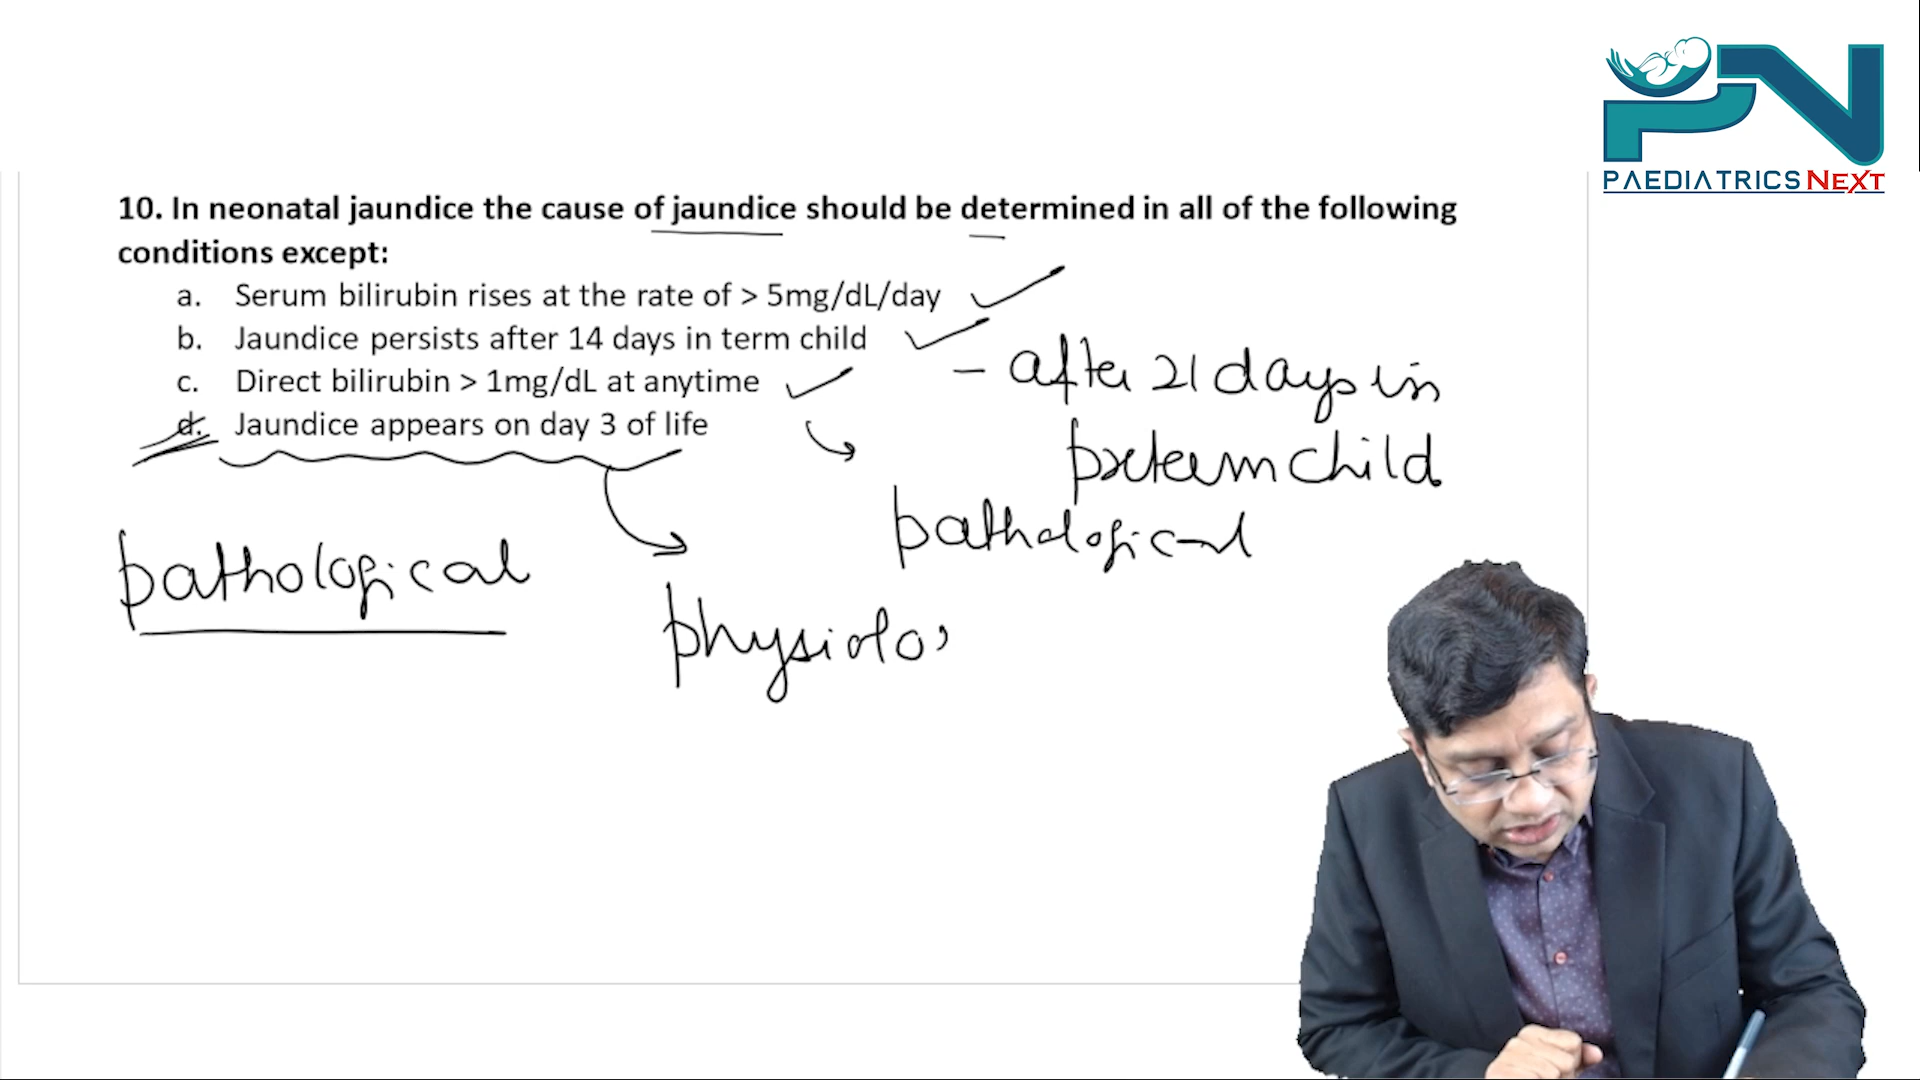 PAEDIATRICS NEXT
10. In neonatal jaundice the cause of jaundice should be determined in all of the following
conditions except:
a. Serum bilirubin rises at the rate of > 5mg/dL/day
b. Jaundice persists after 14 days in term child
c. Direct bilirubin > 1mg/dL at anytime
d. Jaundice appears on day 3 of life
- after 21 days in
preterm child
pathological
pathological
physiolo